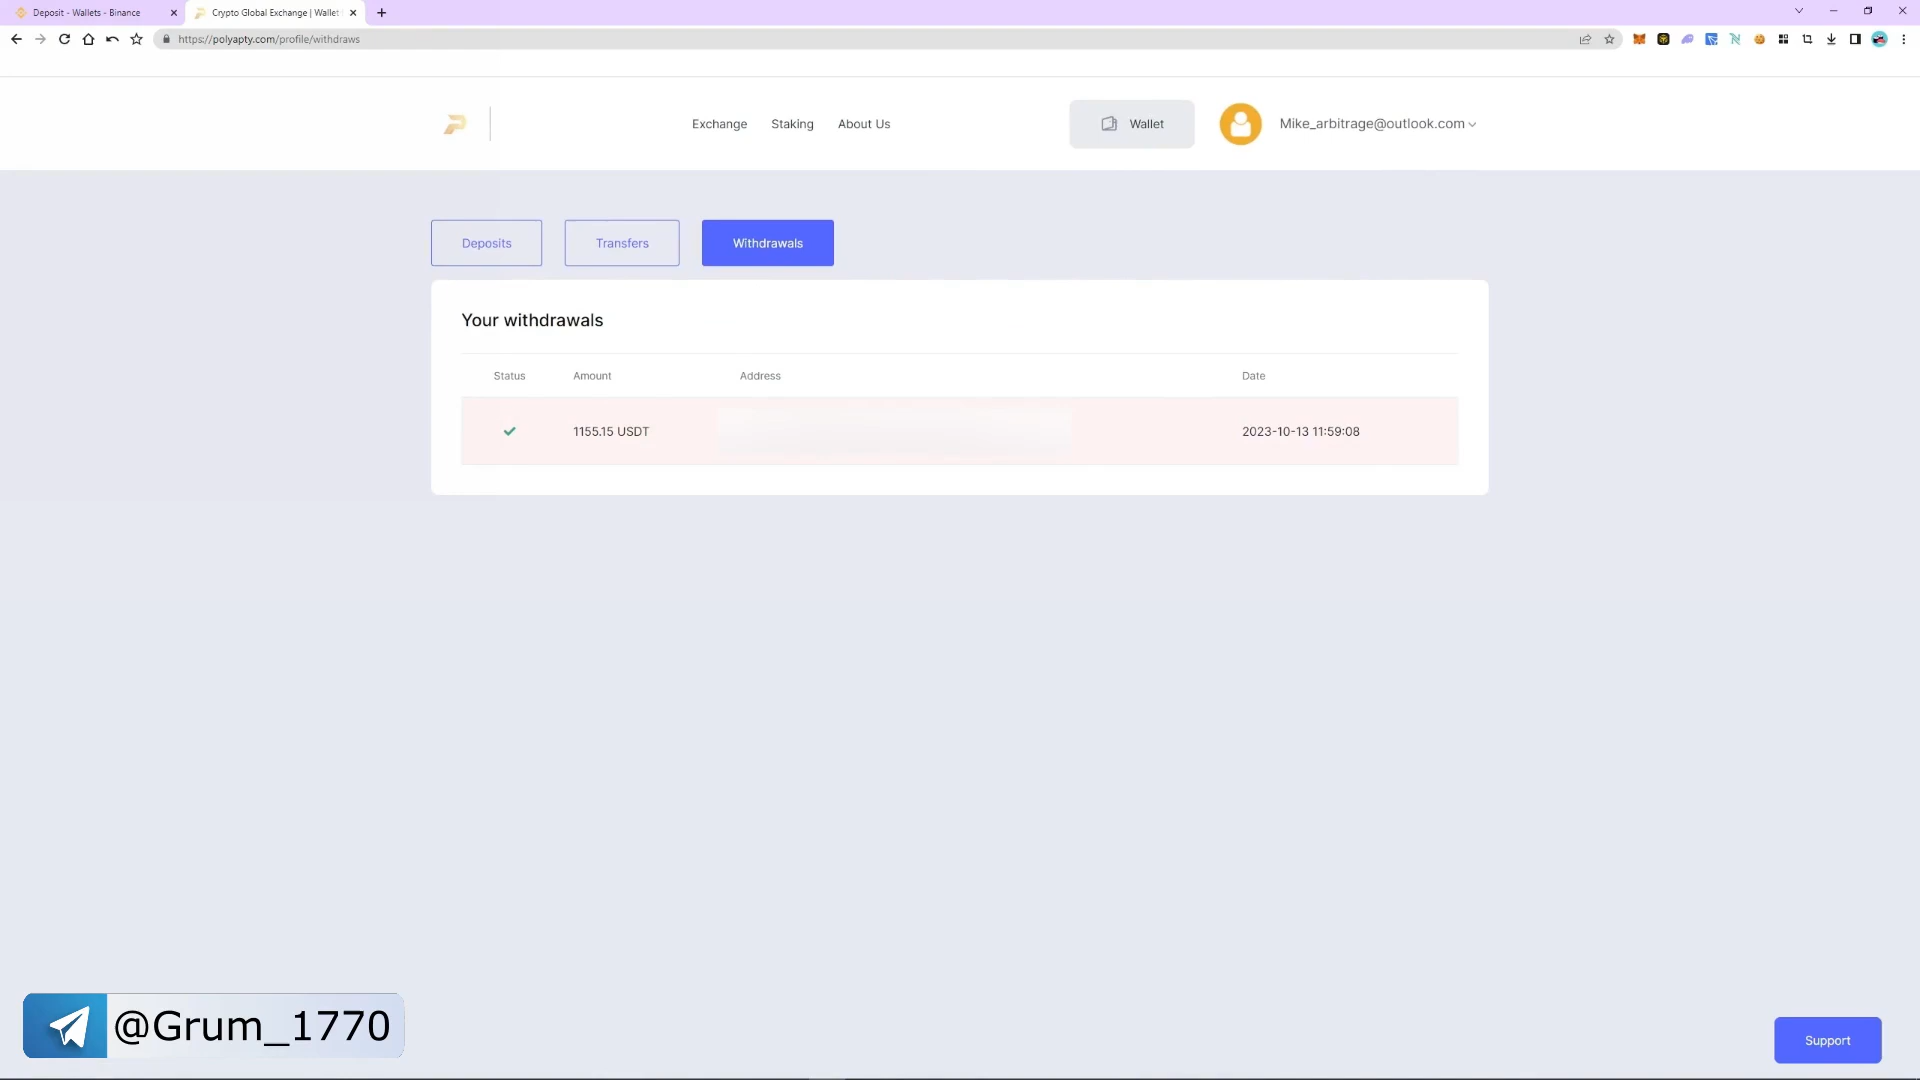 Deposit - Wallets - Binance
Crypto Global Exchange | Wallet
https://polyapty.com/profile/withdraws
Exchange
Staking
About Us
Wallet
Mike_arbitrage@outlook.com
Deposits
Transfers
Withdrawals
Your withdrawals
Status
Amount
Address
Date
1155.15 USDT
2023-10-13 11:59:08
@Grum_1770
Support